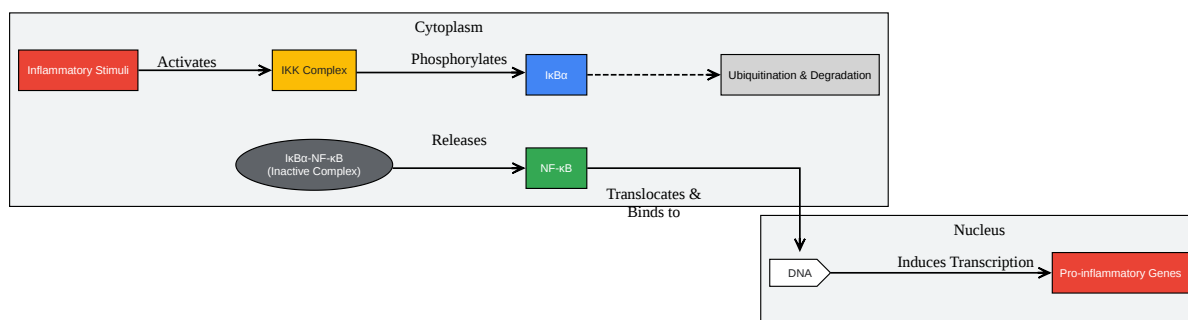 Cytoplasm
Inflammatory Stimuli
Activates
IKK Complex
Phosphorylates
IκBα
Ubiquitination & Degradation
IκBα-NF-κB
(Inactive Complex)
Releases
NF-κB
Translocates &
Binds to
Nucleus
DNA
Induces Transcription
Pro-inflammatory Genes